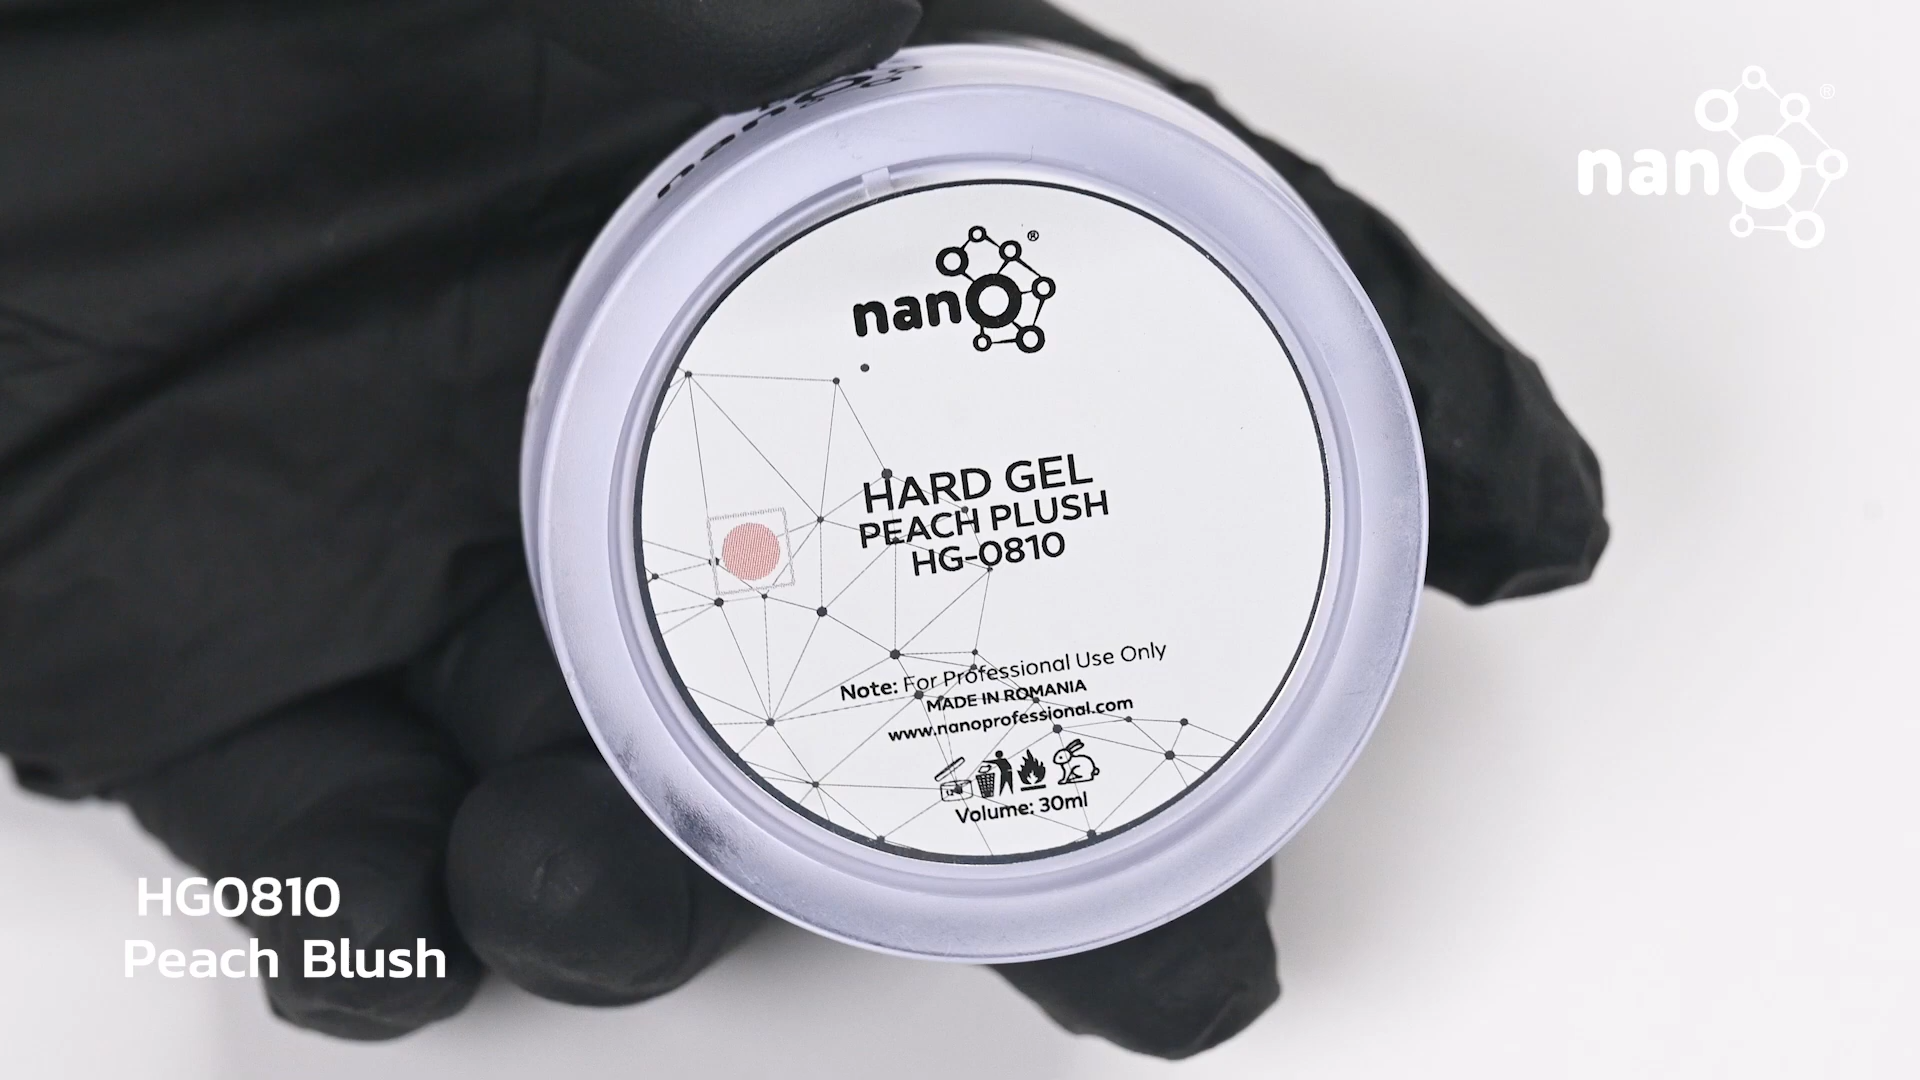 nano
nano®
nano®
HARD GEL
PEACH PLUSH
HG-0810
Note: For Professional Use Only
MADE IN ROMANIA
www.nanoprofessional.com
Volume: 30ml
HG0810
Peach Blush